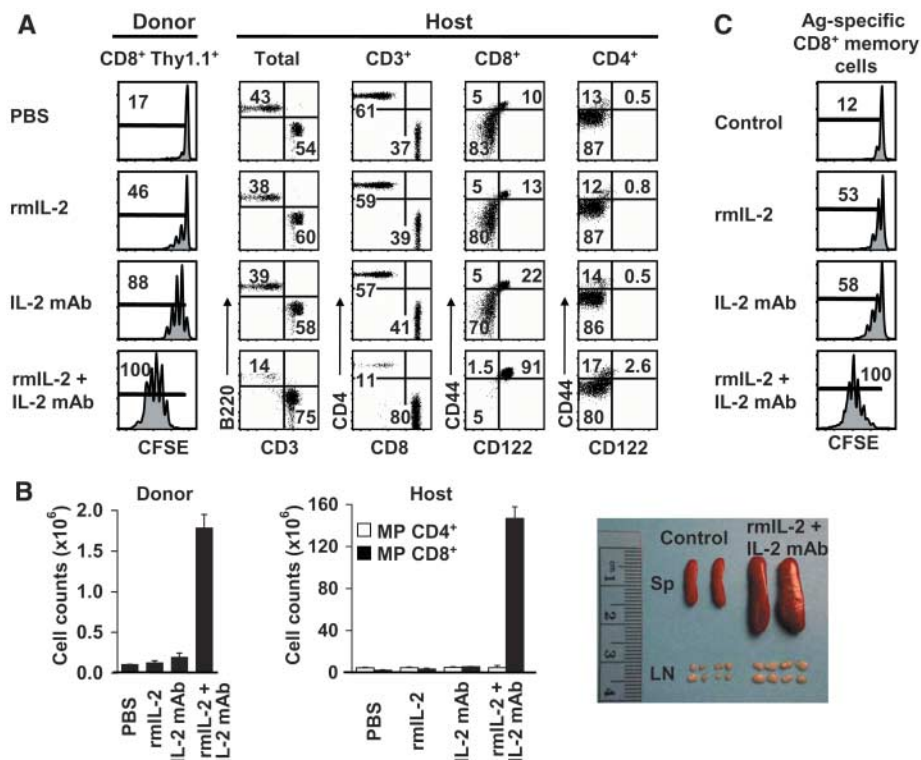 A
Donor
Host
CD8+ Thy1.1+
Total
CD3+
CD8+
CD4+
PBS
17
43
54
61
37
5 10
83
13 0.5
87
rmIL-2
46
38
60
59
39
5 13
80
12 0.8
87
IL-2 mAb
88
39
58
57
41
5 22
70
14 0.5
86
rmIL-2 +
IL-2 mAb
100
14
75
11
80
1.5 91
5
17 2.6
80
B220
CD4
CD44
CD44
CFSE
CD3
CD8
CD122
CD122
C
Ag-specific
CD8+ memory
cells
Control
12
rmIL-2
53
IL-2 mAb
58
rmIL-2 +
IL-2 mAb
100
CFSE
B
Donor
Cell counts (x10⁶)
2.0
1.5
1.0
0.5
0.0
PBS
rmIL-2
IL-2 mAb
rmIL-2 +
L-2 mAb
Host
Cell counts (x10⁶)
160
120
80
40
0
MP CD4+
MP CD8+
PBS
rmIL-2
IL-2 mAb
rmIL-2 +
IL-2 mAb
Control
rmIL-2 +
IL-2 mAb
Sp
LN
cm 1
2
3
4